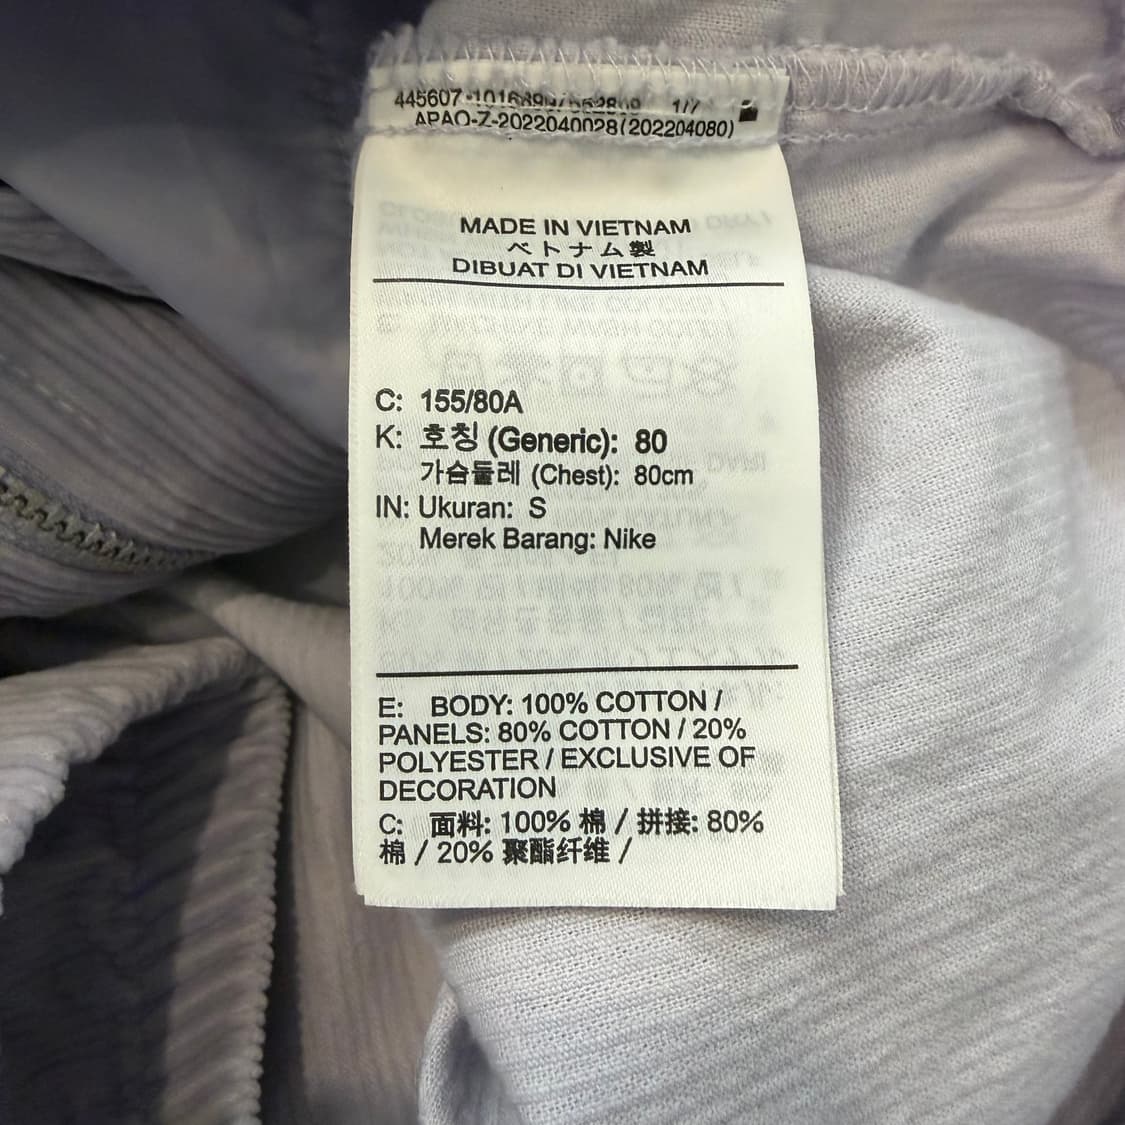 445607
1/7
APAO-Z-2022040028(202204080)
MADE IN VIETNAM
ベトナム製
DIBUAT DI VIETNAM
C: 155/80A
K: 호칭 (Generic): 80
가슴둘레 (Chest): 80cm
IN: Ukuran: S
Merek Barang: Nike
E: BODY: 100% COTTON /
PANELS: 80% COTTON / 20%
POLYESTER / EXCLUSIVE OF
DECORATION
C: 面料: 100% 棉 / 拼接: 80%
棉 / 20% 聚酯纤维 /